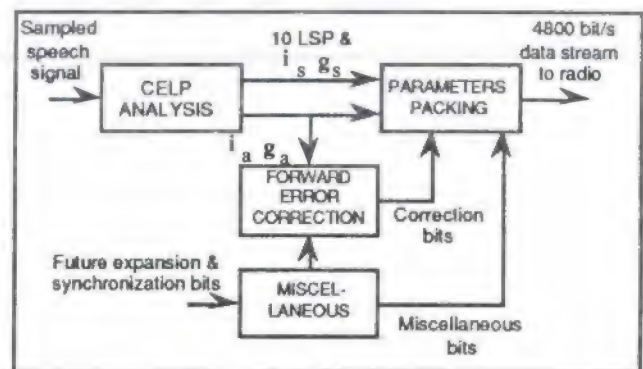 Sampled
speech
signal
10 LSP &
i s g s
4800 bit/s
data stream
to radio
CELP
ANALYSIS
PARAMETERS
PACKING
i a g a
FORWARD
ERROR
CORRECTION
Correction
bits
Future expansion &
synchronization bits
MISCEL-
LANEOUS
Miscellaneous
bits